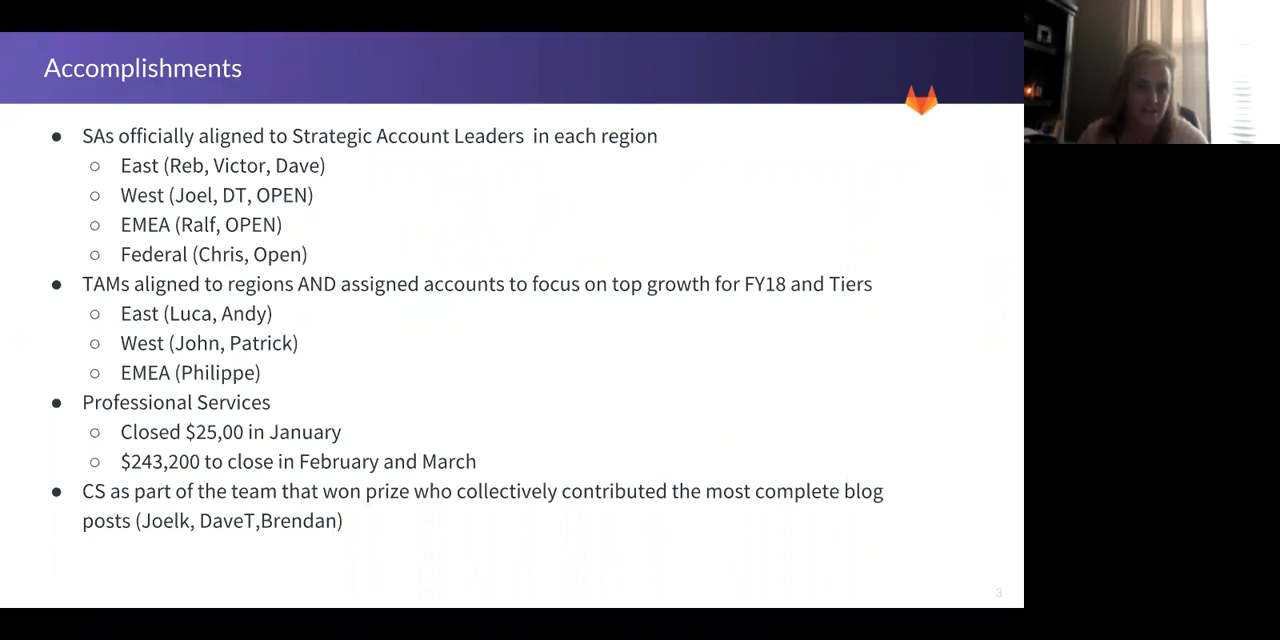 Accomplishments
● SAs officially aligned to Strategic Account Leaders in each region
○ East (Reb, Victor, Dave)
○ West (Joel, DT, OPEN)
○ EMEA (Ralf, OPEN)
○ Federal (Chris, Open)
● TAMs aligned to regions AND assigned accounts to focus on top growth for FY18 and Tiers
○ East (Luca, Andy)
○ West (John, Patrick)
○ EMEA (Philippe)
● Professional Services
○ Closed $25,00 in January
○ $243,200 to close in February and March
● CS as part of the team that won prize who collectively contributed the most complete blog
posts (Joelk, DaveT,Brendan)
3